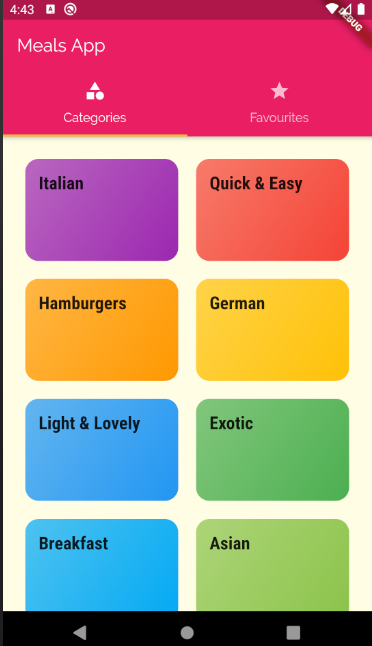 4:43
DEBUG
Meals App
Categories
Favourites
Italian
Quick & Easy
Hamburgers
German
Light & Lovely
Exotic
Breakfast
Asian